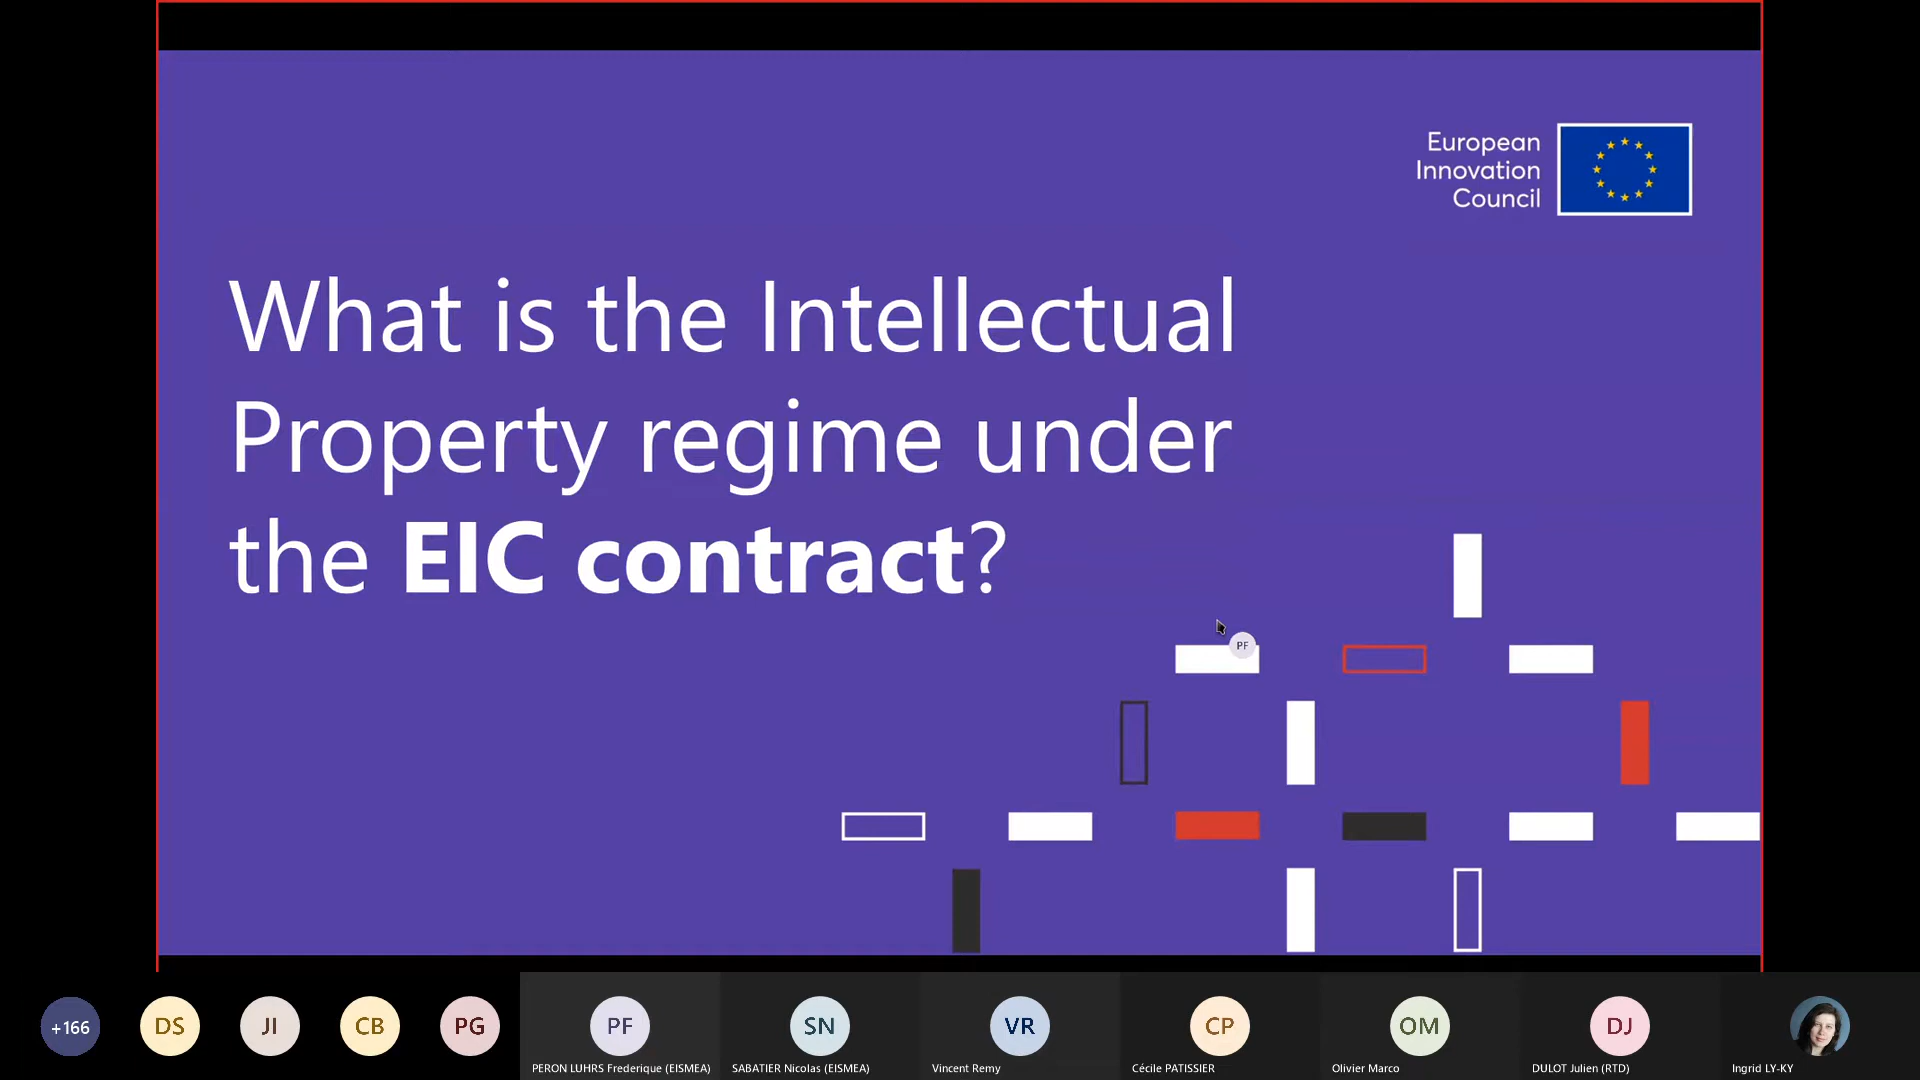 European
Innovation
Council
What is the Intellectual
Property regime under
the EIC contract?
PF
+166
DS
JI
CB
PG
PF
SN
VR
CP
OM
DJ
PERON LUHRS Frederique (EISMEA)
SABATIER Nicolas (EISMEA)
Vincent Remy
Cécile PATISSIER
Olivier Marco
DULOT Julien (RTD)
Ingrid LY-KY